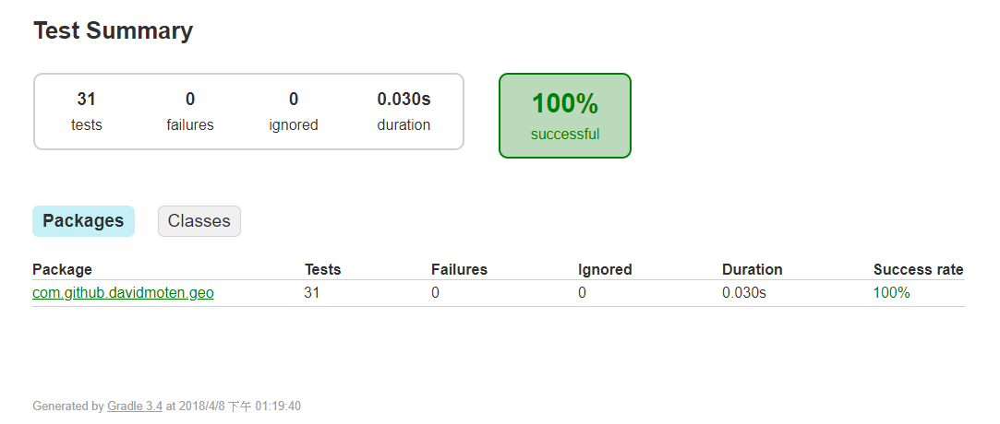 Test Summary
31 0 0 0.030s
tests failures ignored duration
100%
successful
Packages Classes
Package Tests Failures Ignored Duration Success rate
com.github.davidmoten.geo 31 0 0 0.030s 100%
Generated by Gradle 3.4 at 2018/4/8 下午 01:19:40